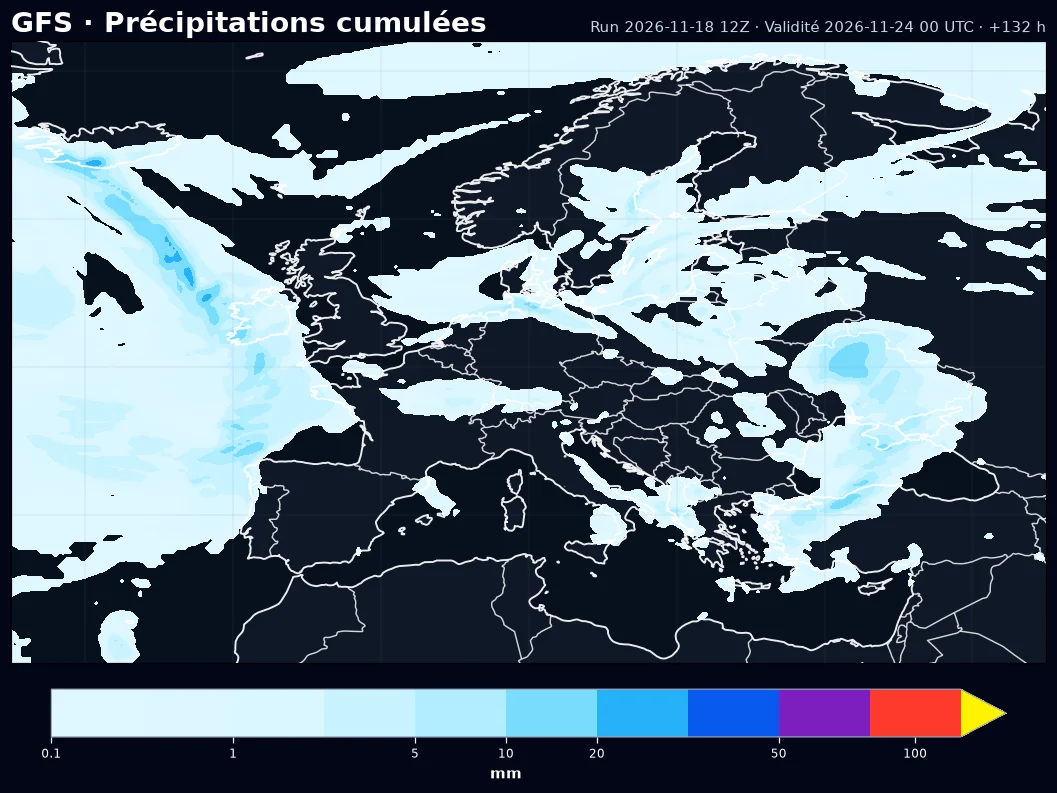 GFS · Précipitations cumulées
Run 2026-11-18 12Z · Validité 2026-11-24 00 UTC · +132 h
0.1 1 5 10 20 50 100
mm